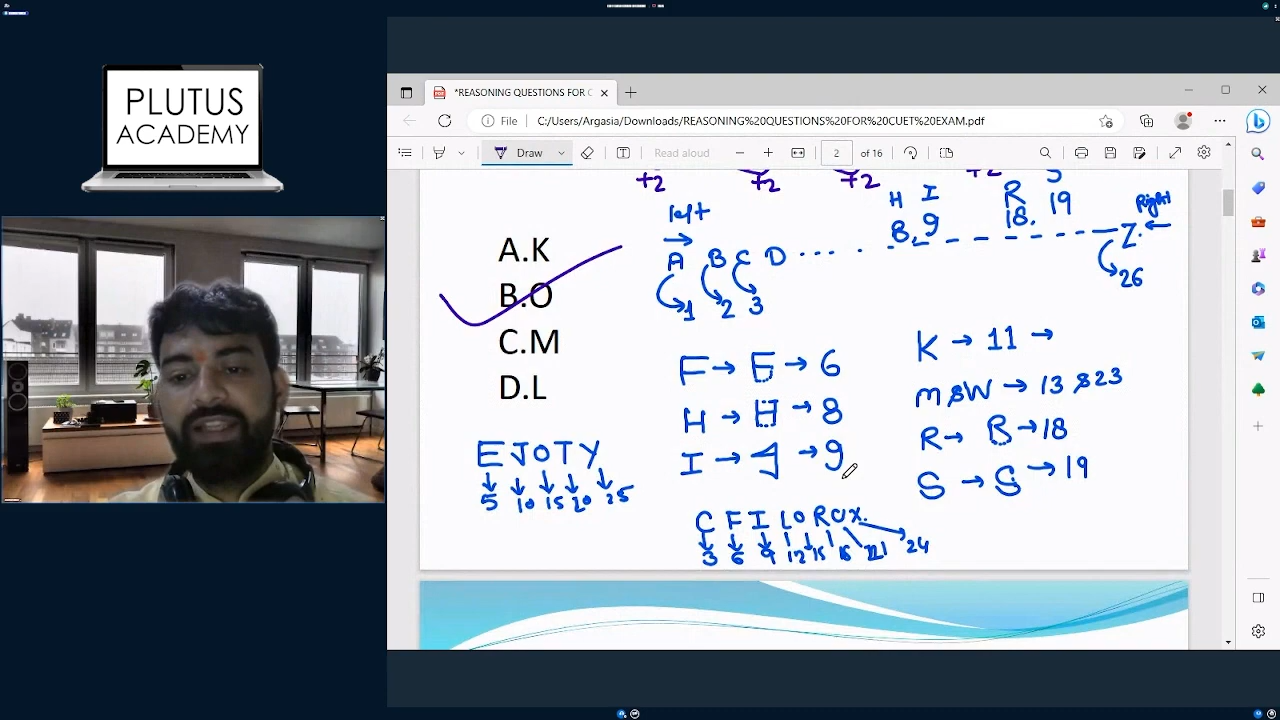 PLUTUS
ACADEMY
*REASONING QUESTIONS FOR C
File C:/Users/Argasia/Downloads/REASONING%20QUESTIONS%20FOR%20CUET%20EXAM.pdf
Draw Read aloud 2 of 16
+2 +2 +2 +2 S
H I R 19
left 8. 9 18. Right
A B C D .... Z.
1 2 3 26
A.K
B.O
C.M
D.L
F → F → 6
H → H → 8
I → 9
K → 11 →
M & W → 13 & 23
R → B → 18
S → S → 19
E J O T Y
5 10 15 20 25
C F I L O R U X.
3 6 9 12 15 18 21 24